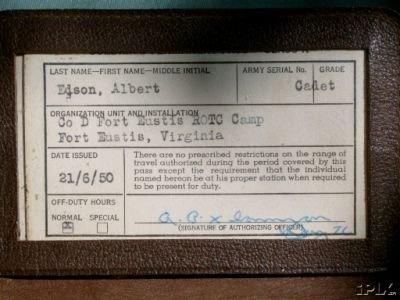 LAST NAME—FIRST NAME—MIDDLE INITIAL ARMY SERIAL No. GRADE
Edson, Albert Cadet
ORGANIZATION UNIT AND INSTALLATION
Co D Fort Eustis ROTC Camp
Fort Eustis, Virginia
DATE ISSUED
21/6/50
There are no prescribed restrictions on the range of
travel authorized during the period covered by this
pass except the requirement that the individual
named hereon be at his proper station when required
to be present for duty.
OFF-DUTY HOURS
NORMAL SPECIAL
(SIGNATURE OF AUTHORIZING OFFICER)